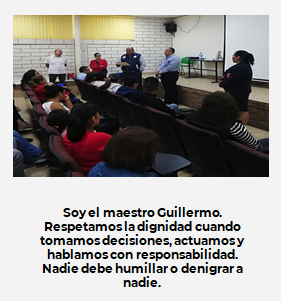 Soy el maestro Guillermo.
Respetamos la dignidad cuando
tomamos decisiones, actuamos y
hablamos con responsabilidad.
Nadie debe humillar o denigrar a
nadie.